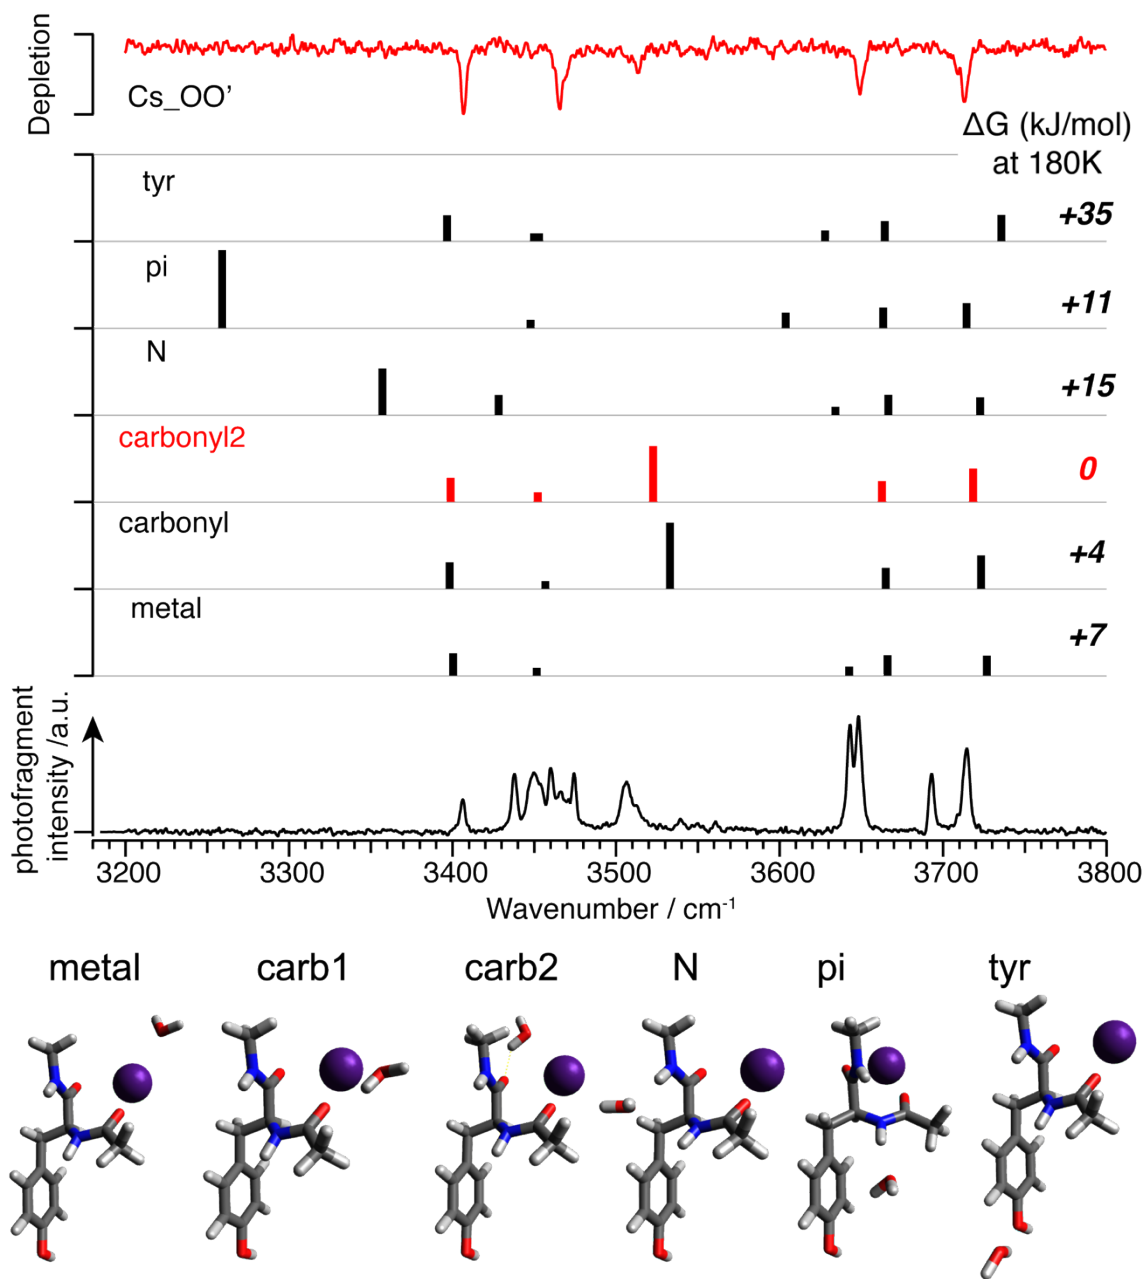 Depletion
Cs_OO’
ΔG (kJ/mol)
at 180K
tyr
+35
pi
+11
N
+15
carbonyl2
0
carbonyl
+4
metal
+7
photofragment
intensity /a.u.
3200 3300 3400 3500 3600 3700 3800
Wavenumber / cm⁻¹
metal carb1 carb2 N pi tyr